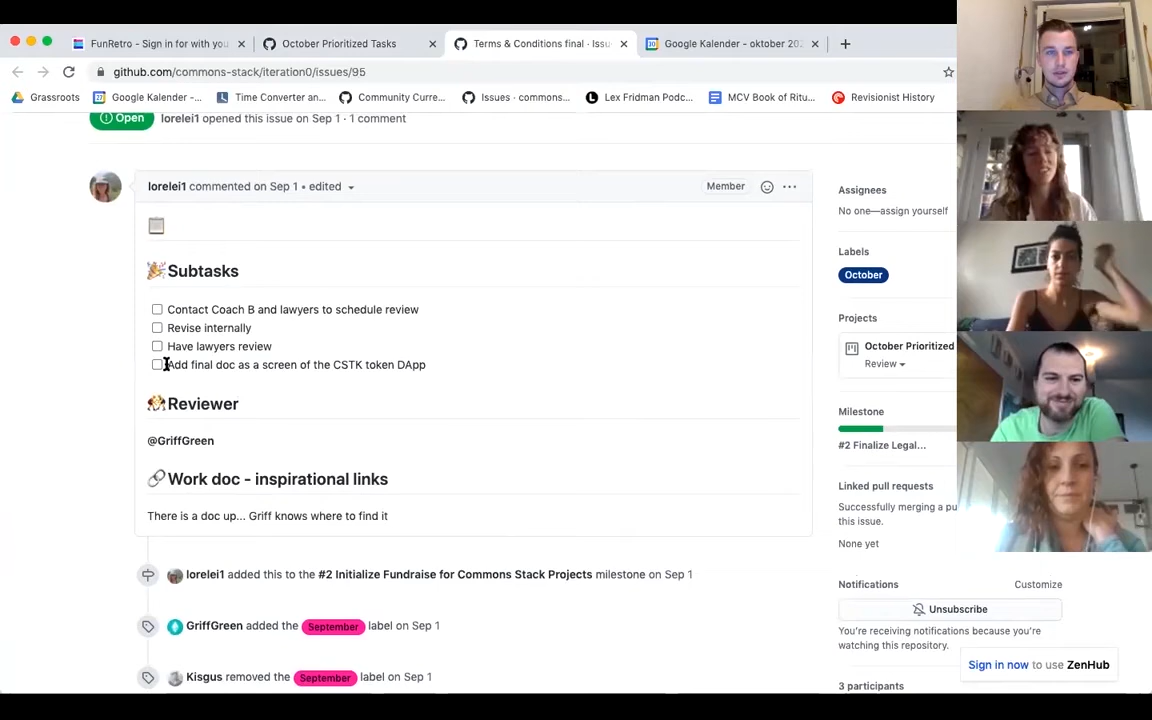 FunRetro - Sign in for with you
October Prioritized Tasks
Terms & Conditions final · Issu
Google Kalender - oktober 202
github.com/commons-stack/iteration0/issues/95
Grassroots
Google Kalender -...
Time Converter an...
Community Curre...
Issues · commons...
Lex Fridman Podc...
MCV Book of Ritu...
Revisionist History
Open
lorelei1 opened this issue on Sep 1 · 1 comment
lorelei1 commented on Sep 1 • edited
Member
Subtasks
Contact Coach B and lawyers to schedule review
Revise internally
Have lawyers review
Add final doc as a screen of the CSTK token DApp
Reviewer
@GriffGreen
Work doc - inspirational links
There is a doc up... Griff knows where to find it
lorelei1 added this to the #2 Initialize Fundraise for Commons Stack Projects milestone on Sep 1
GriffGreen added the September label on Sep 1
Kisgus removed the September label on Sep 1
Assignees
No one—assign yourself
Labels
October
Projects
October Prioritized
Review
Milestone
#2 Finalize Legal...
Linked pull requests
Successfully merging a pu
this issue.
None yet
Notifications
Customize
Unsubscribe
You're receiving notifications because you're
watching this repository.
Sign in now to use ZenHub
3 participants